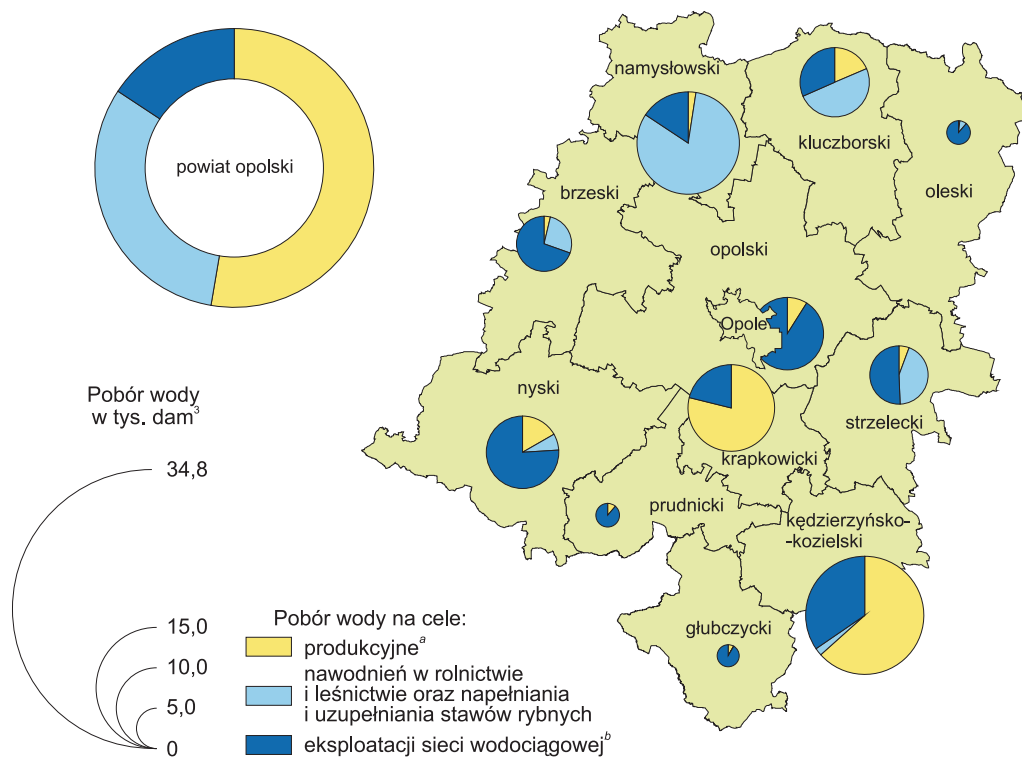 powiat opolski
namysłowski
kluczborski
oleski
brzeski
opolski
Opole
nyski
strzelecki
krapkowicki
prudnicki
kędzierzyńsko-
-kozielski
głubczycki
Pobór wody
w tys. dam³
34,8
15,0
10,0
5,0
0
Pobór wody na cele:
produkcyjneᵃ
nawodnień w rolnictwie
i leśnictwie oraz napełniania
i uzupełniania stawów rybnych
eksploatacji sieci wodociągowejᵇ